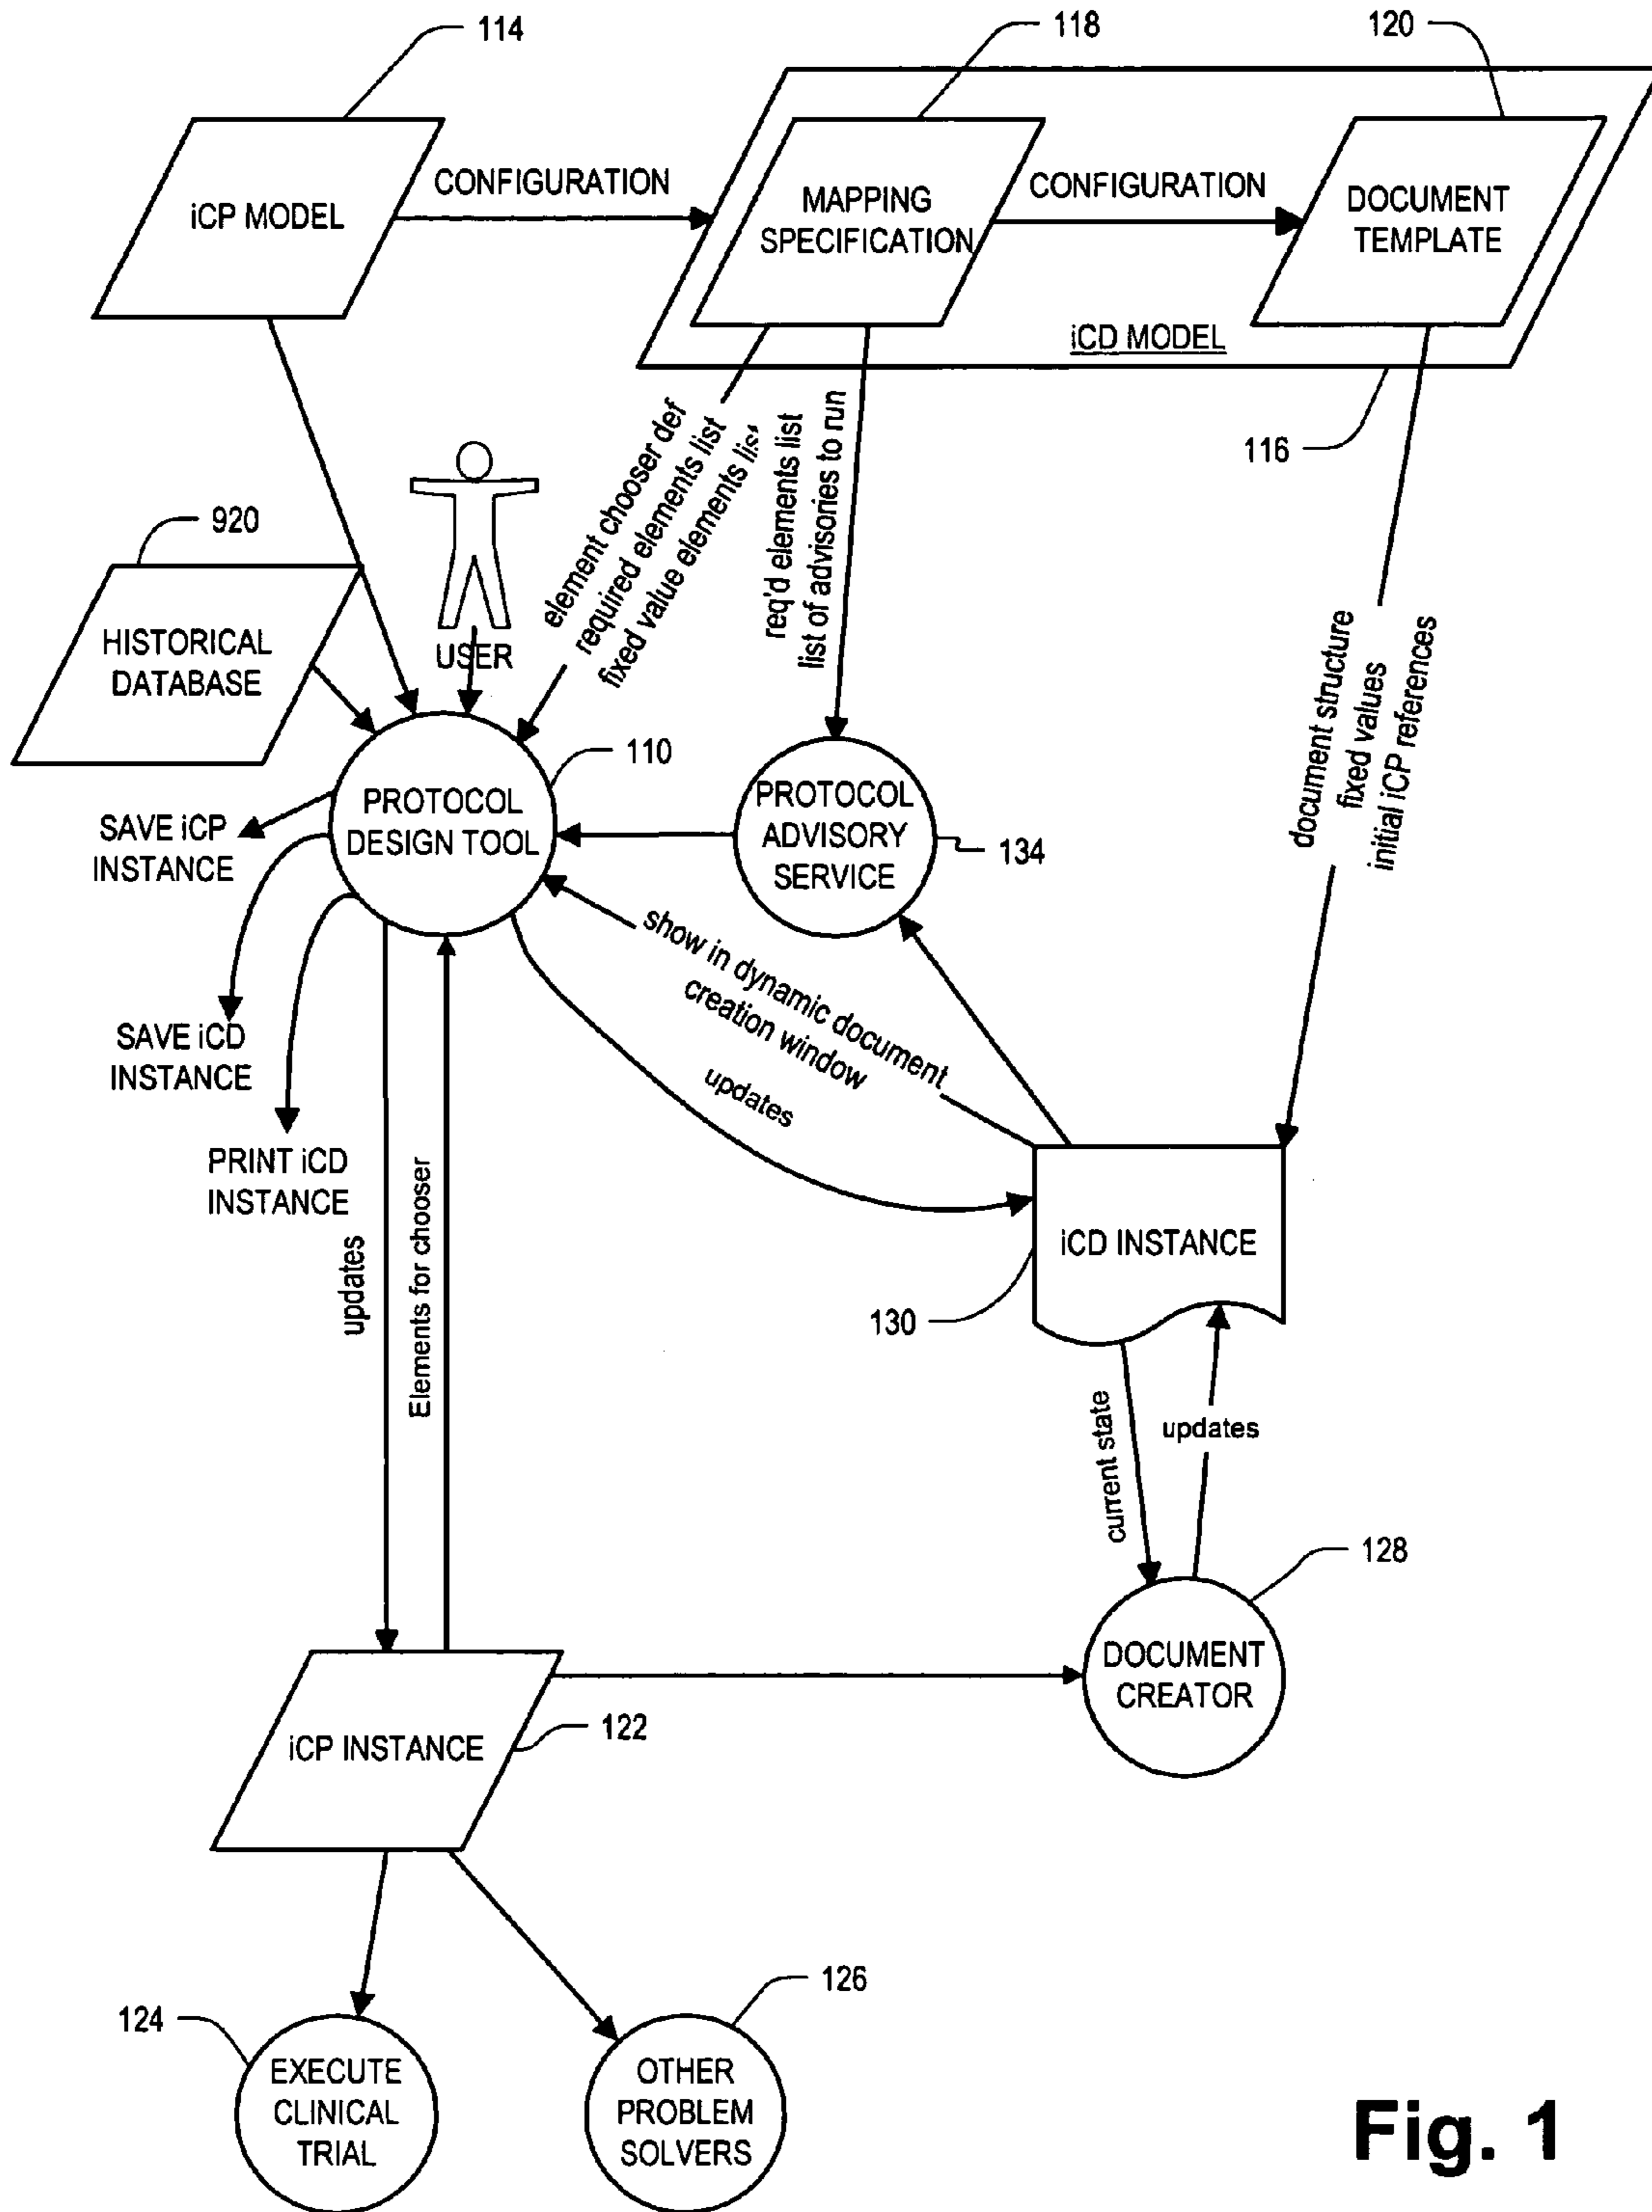 114
118
120
iCP MODEL
CONFIGURATION
MAPPING
SPECIFICATION
CONFIGURATION
DOCUMENT
TEMPLATE
iCD MODEL
116
920
HISTORICAL
DATABASE
USER
element chooser def
required elements list
fixed value elements list
req'd elements list
list of advisories to run
document structure
fixed values
initial iCP references
110
PROTOCOL
DESIGN TOOL
PROTOCOL
ADVISORY
SERVICE
134
SAVE iCP
INSTANCE
SAVE iCD
INSTANCE
PRINT iCD
INSTANCE
show in dynamic document
creation window
updates
updates
Elements for chooser
iCD INSTANCE
130
current state
updates
128
DOCUMENT
CREATOR
iCP INSTANCE
122
124
EXECUTE
CLINICAL
TRIAL
126
OTHER
PROBLEM
SOLVERS
Fig. 1